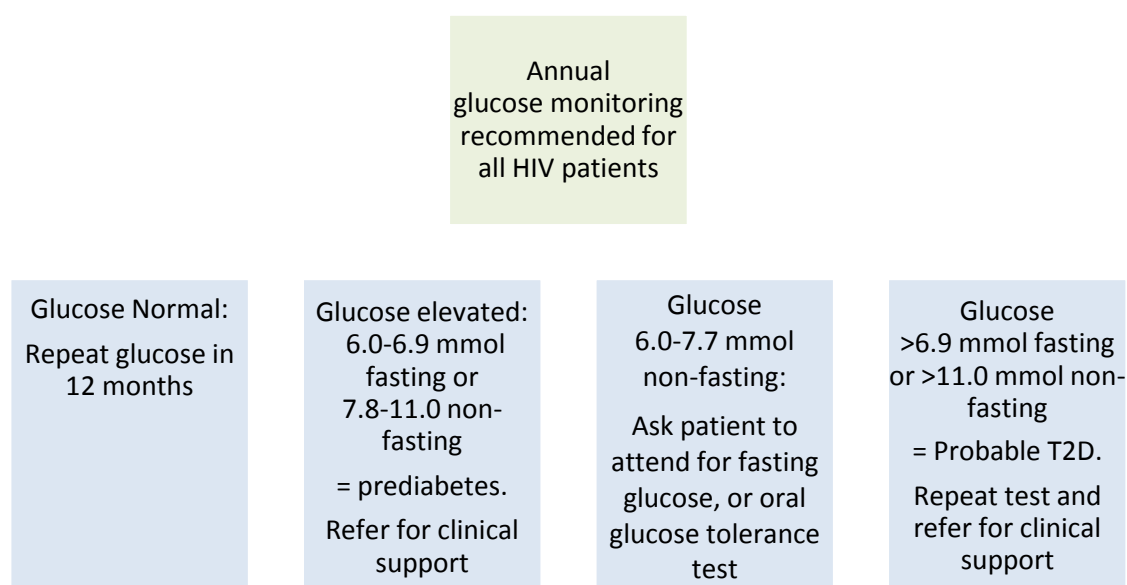 Annual
glucose monitoring
recommended for
all HIV patients
Glucose Normal:
Repeat glucose in
12 months
Glucose elevated:
6.0-6.9 mmol
fasting or
7.8-11.0 non-
fasting
= prediabetes.
Refer for clinical
support
Glucose
6.0-7.7 mmol
non-fasting:
Ask patient to
attend for fasting
glucose, or oral
glucose tolerance
test
Glucose
>6.9 mmol fasting
or >11.0 mmol non-
fasting
= Probable T2D.
Repeat test and
refer for clinical
support